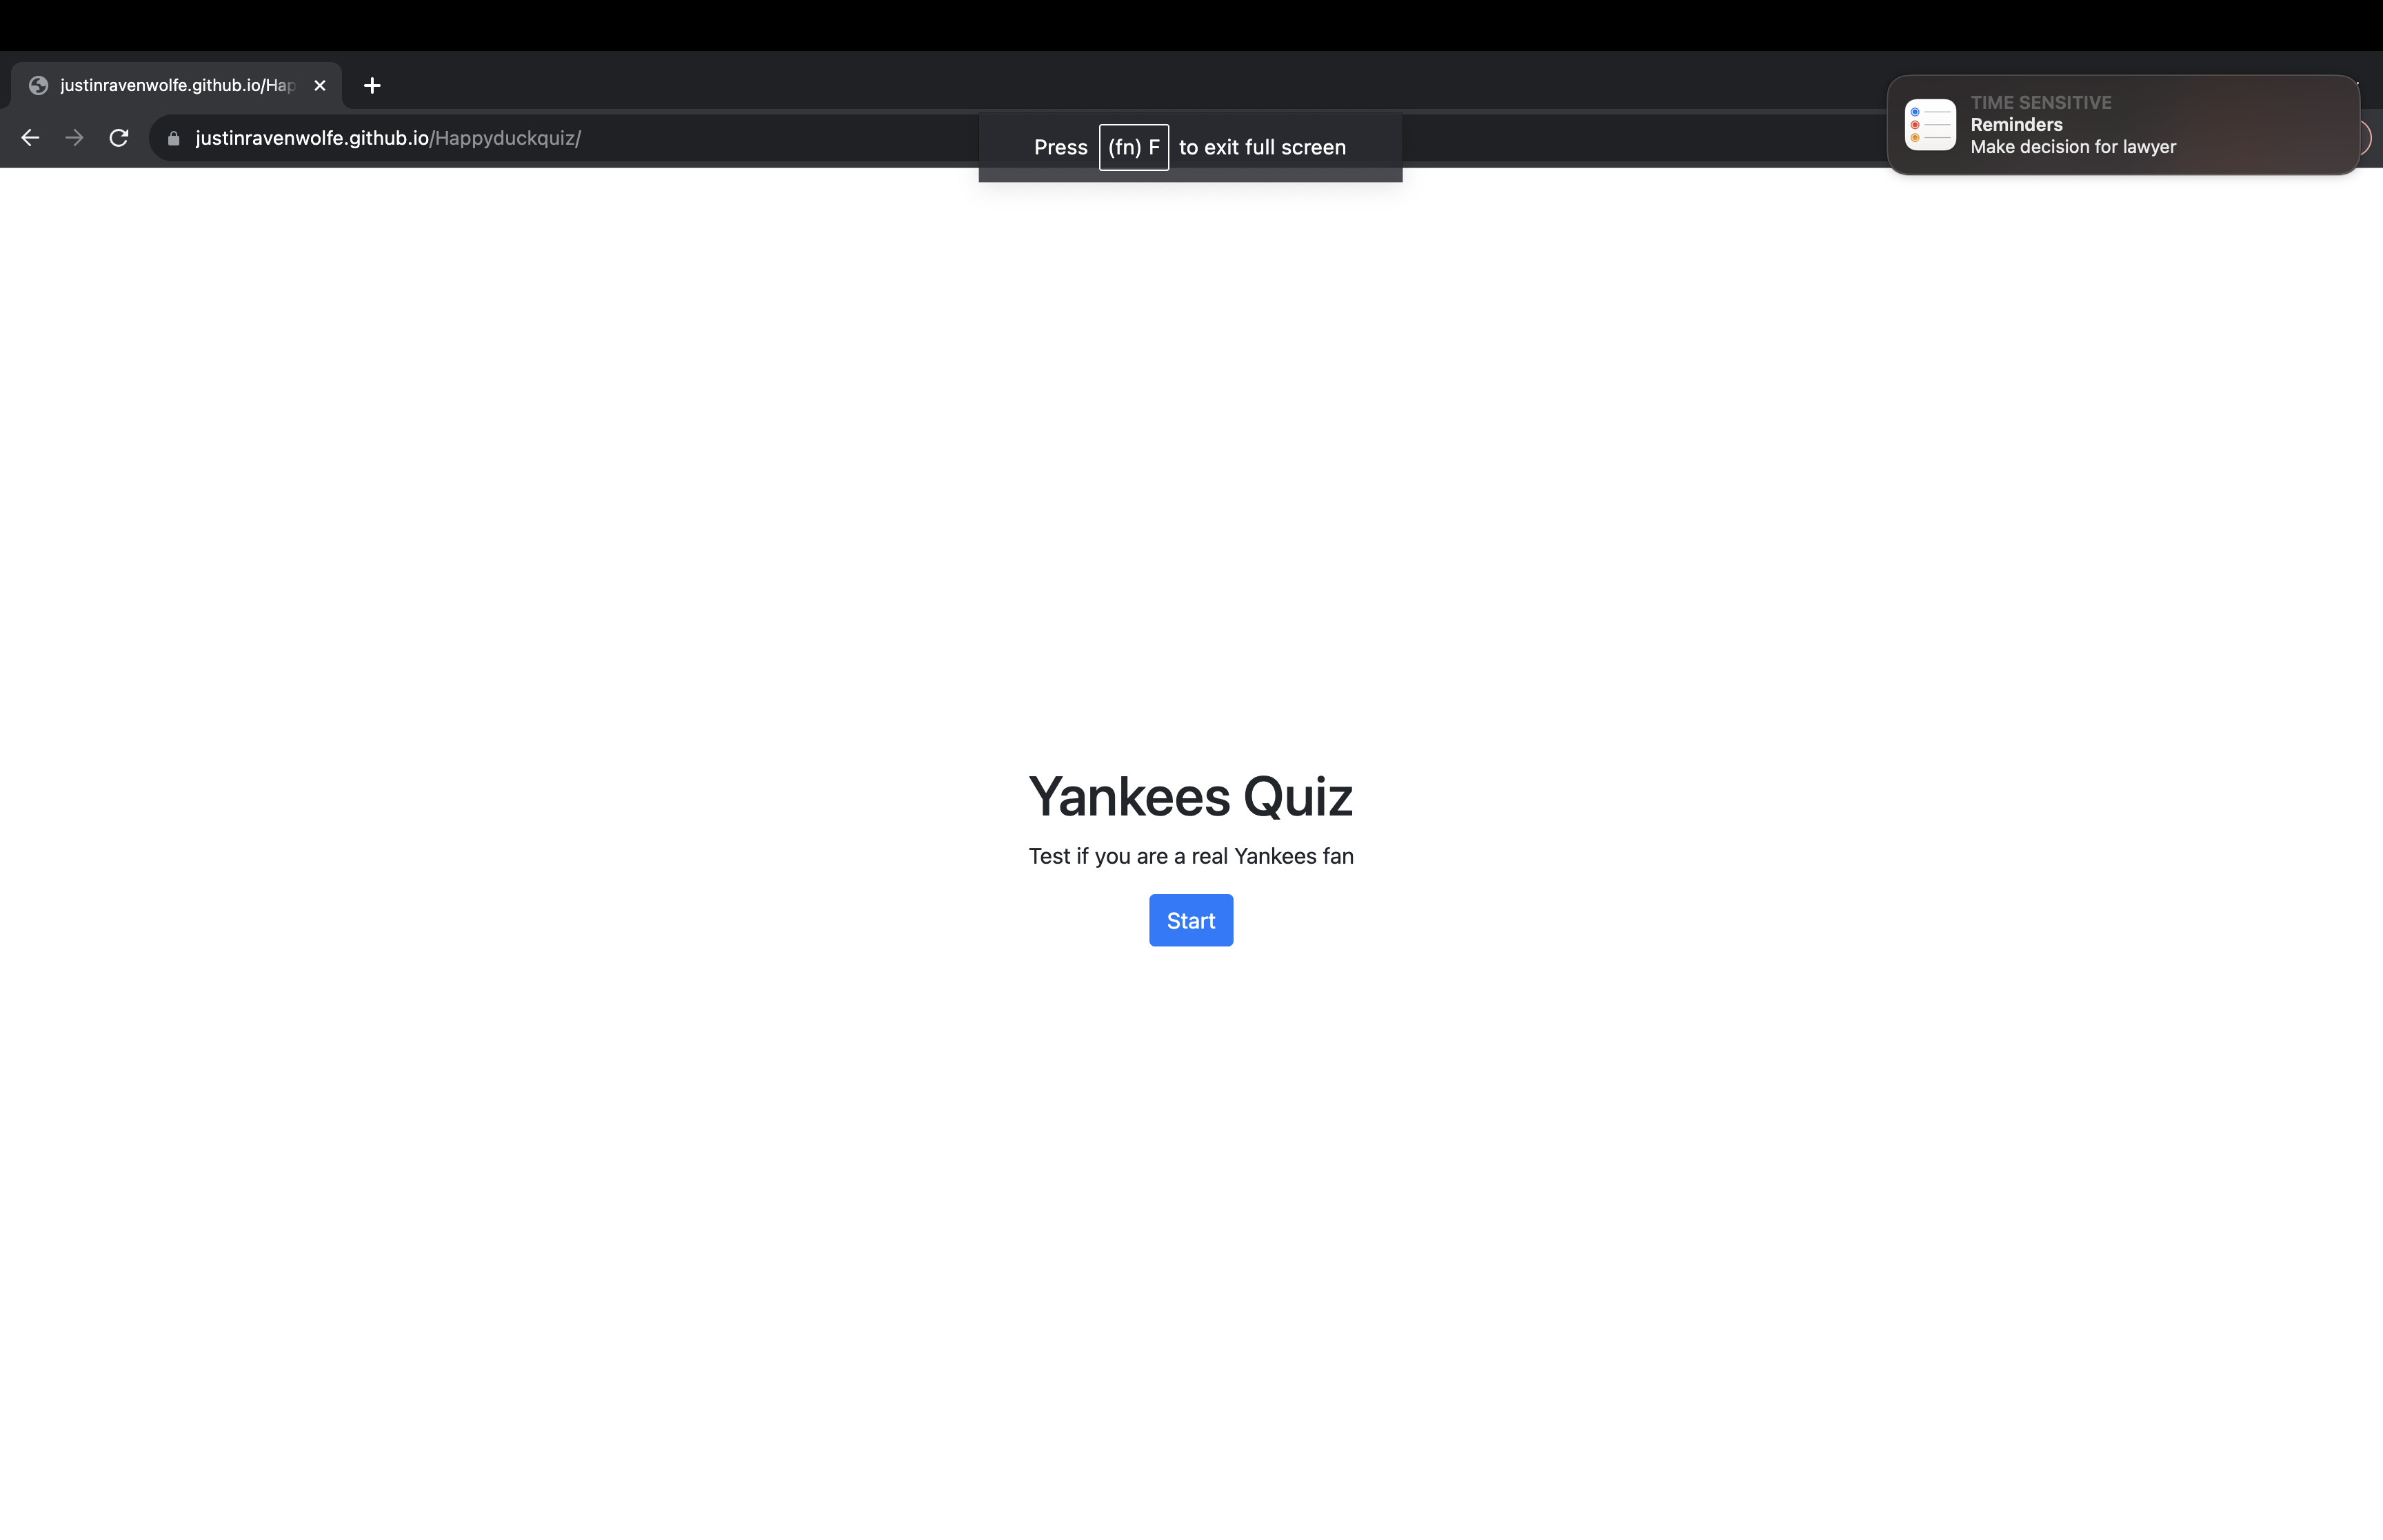 justinravenwolfe.github.io/Hap
justinravenwolfe.github.io/Happyduckquiz/
Press (fn) F to exit full screen
TIME SENSITIVE
Reminders
Make decision for lawyer
Yankees Quiz
Test if you are a real Yankees fan
Start